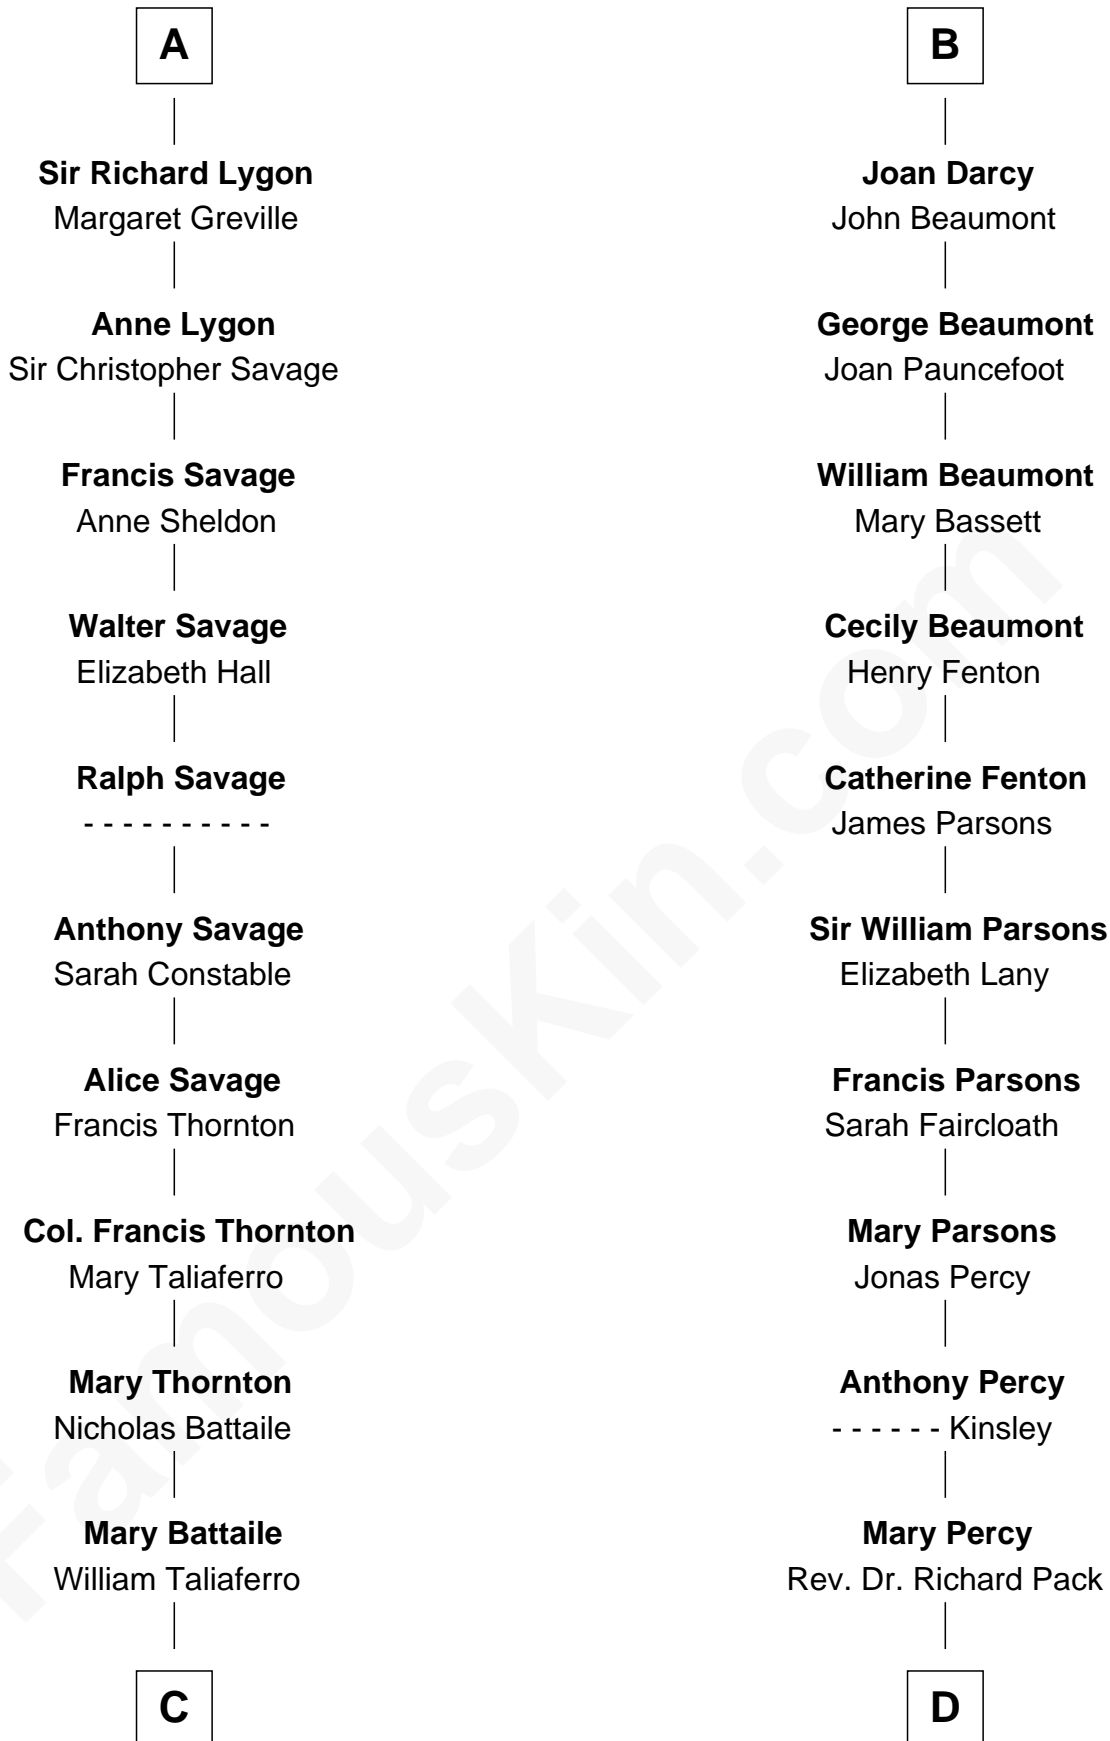 A
Sir Richard Lygon
Margaret Greville
Anne Lygon
Sir Christopher Savage
Francis Savage
Anne Sheldon
Walter Savage
Elizabeth Hall
Ralph Savage
- - - - - - - - - -
Anthony Savage
Sarah Constable
Alice Savage
Francis Thornton
Col. Francis Thornton
Mary Taliaferro
Mary Thornton
Nicholas Battaile
Mary Battaile
William Taliaferro
C
B
Joan Darcy
John Beaumont
George Beaumont
Joan Pauncefoot
William Beaumont
Mary Bassett
Cecily Beaumont
Henry Fenton
Catherine Fenton
James Parsons
Sir William Parsons
Elizabeth Lany
Francis Parsons
Sarah Faircloath
Mary Parsons
Jonas Percy
Anthony Percy
- - - - - - Kinsley
Mary Percy
Rev. Dr. Richard Pack
D
FamousKin.com